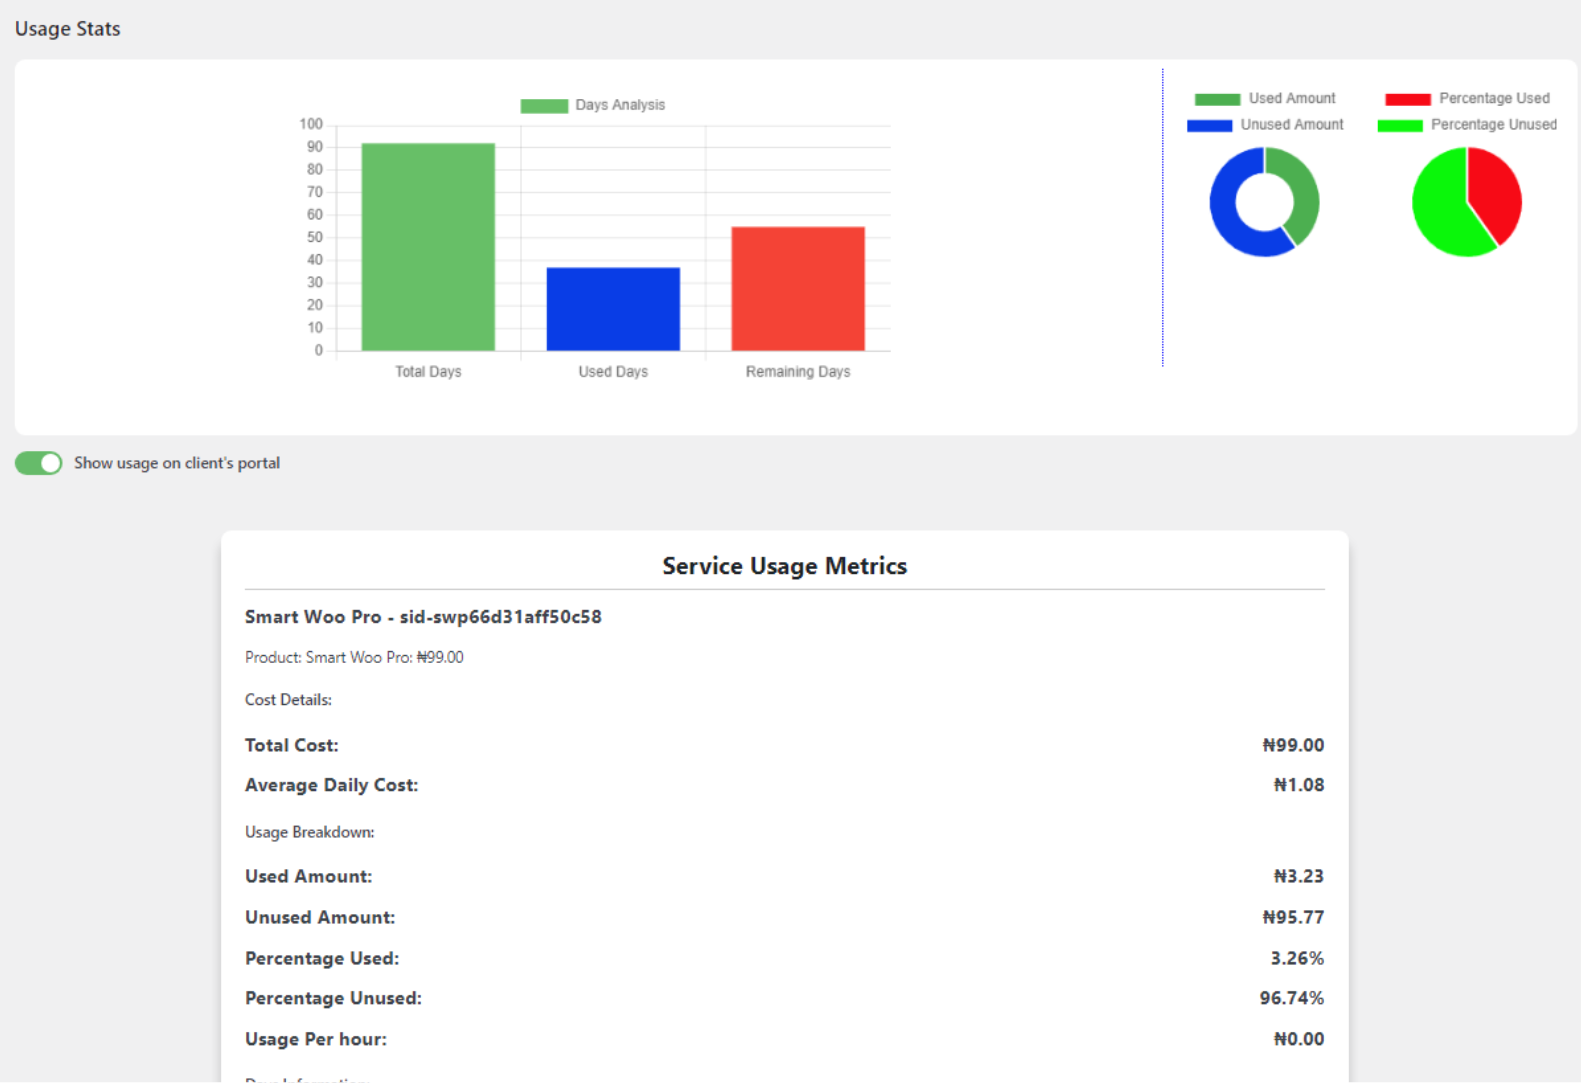 Usage Stats
Days Analysis
100
90
80
70
60
50
40
30
20
10
0
Total Days Used Days Remaining Days
Used Amount
Unused Amount
Percentage Used
Percentage Unused
Show usage on client's portal
Service Usage Metrics
Smart Woo Pro - sid-swp66d31aff50c58
Product: Smart Woo Pro: ₦99.00
Cost Details:
Total Cost: ₦99.00
Average Daily Cost: ₦1.08
Usage Breakdown:
Used Amount: ₦3.23
Unused Amount: ₦95.77
Percentage Used: 3.26%
Percentage Unused: 96.74%
Usage Per hour: ₦0.00